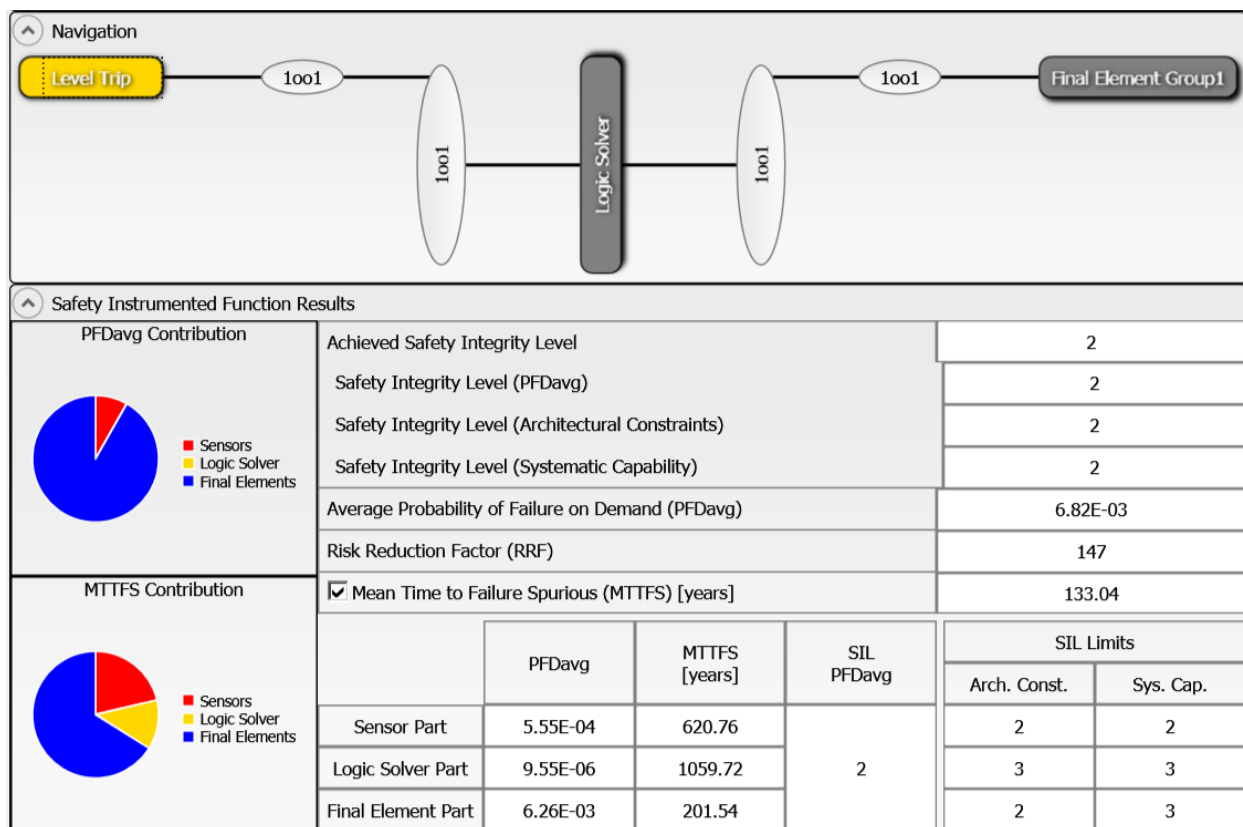 Navigation
Level Trip
1oo1
1oo1
Logic Solver
1oo1
1oo1
Final Element Group1
Safety Instrumented Function Results
PFDavg Contribution
Sensors
Logic Solver
Final Elements
Achieved Safety Integrity Level 2
Safety Integrity Level (PFDavg) 2
Safety Integrity Level (Architectural Constraints) 2
Safety Integrity Level (Systematic Capability) 2
Average Probability of Failure on Demand (PFDavg) 6.82E-03
Risk Reduction Factor (RRF) 147
MTTFS Contribution
Sensors
Logic Solver
Final Elements
Mean Time to Failure Spurious (MTTFS) [years] 133.04
PFDavg
MTTFS
[years]
SIL
PFDavg
SIL Limits
Arch. Const. Sys. Cap.
Sensor Part 5.55E-04 620.76 2 2
Logic Solver Part 9.55E-06 1059.72 2 3 3
Final Element Part 6.26E-03 201.54 2 3